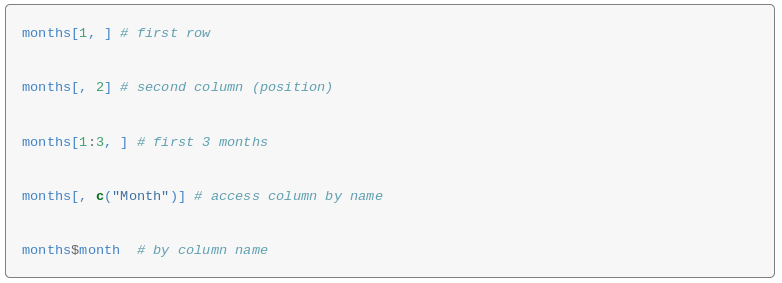 months[1, ] # first row
months[, 2] # second column (position)
months[1:3, ] # first 3 months
months[, c("Month")] # access column by name
months$month  # by column name